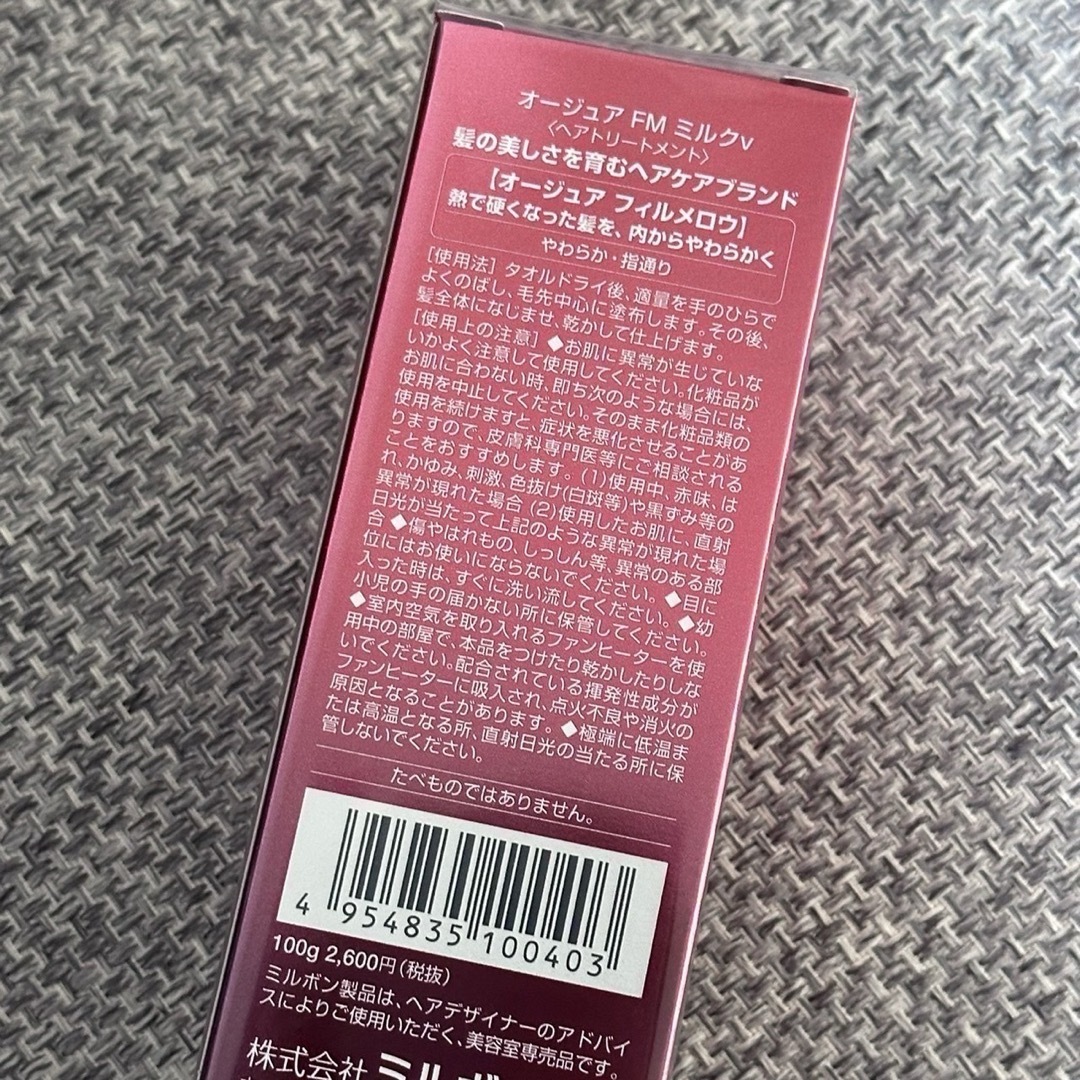 オージュア FM ミルクv
〈ヘアトリートメント〉
髪の美しさを育むヘアケアブランド
[オージュア フィルメロウ]
熱で硬くなった髪を、内からやわらかく
やわらか・指通り
[使用法] タオルドライ後、適量を手のひらで
よくのばし、毛先中心に塗布します。その後、
髪全体になじませ、乾かして仕上げます。
[使用上の注意] ◆お肌に異常が生じていな
いかよく注意して使用してください。化粧品が
お肌に合わない時、即ち次のような場合には、
使用を中止してください。そのまま化粧品類の
使用を続けますと、症状を悪化させることがあ
りますので、皮膚科専門医等にご相談される
ことをおすすめします。(1)使用中、赤味、は
れ、かゆみ、刺激、色抜け(白斑等)や黒ずみ等の
異常が現れた場合 (2)使用したお肌に、直射
日光が当たって上記のような異常が現れた場
合 ◆傷やはれもの、しっしん等、異常のある部
位にはお使いにならないでください。 ◆目に
入った時は、すぐに洗い流してください。 ◆幼
小児の手の届かない所に保管してください。
◆室内空気を取り入れるファンヒーターを使
用中の部屋で、本品をつけたり乾かしたりしな
いでください。配合されている揮発性成分が
ファンヒーターに吸入され、点火不良や消火の
原因となることがあります。 ◆極端に低温ま
たは高温となる所、直射日光の当たる所に保
管しないでください。
たべものではありません。
4 954835 100403
100g 2,600円(税抜)
ミルボン製品は、ヘアデザイナーのアドバイ
スによりご使用いただく、美容室専売品です。
株式会社 ミルボン